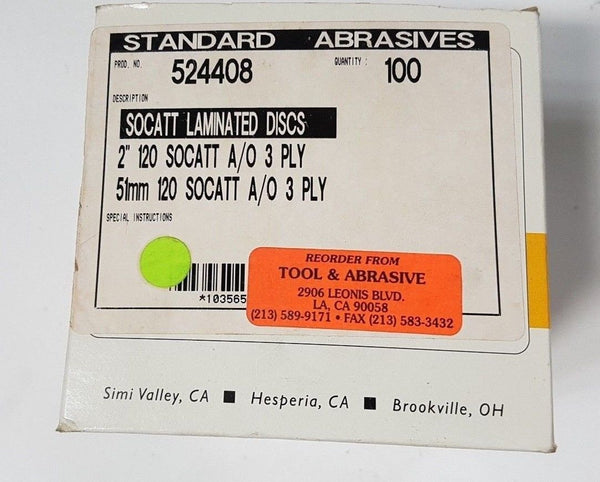 STANDARD ABRASIVES
PROD. NO. 524408 QUANTITY: 100
DESCRIPTION
SOCATT LAMINATED DISCS
2" 120 SOCATT A/O 3 PLY
51mm 120 SOCATT A/O 3 PLY
SPECIAL INSTRUCTIONS
*103565
REORDER FROM
TOOL & ABRASIVE
2906 LEONIS BLVD.
LA, CA 90058
(213) 589-9171 • FAX (213) 583-3432
Simi Valley, CA ■ Hesperia, CA ■ Brookville, OH